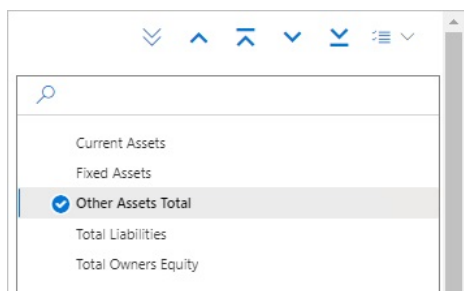 Current Assets
Fixed Assets
Other Assets Total
Total Liabilities
Total Owners Equity